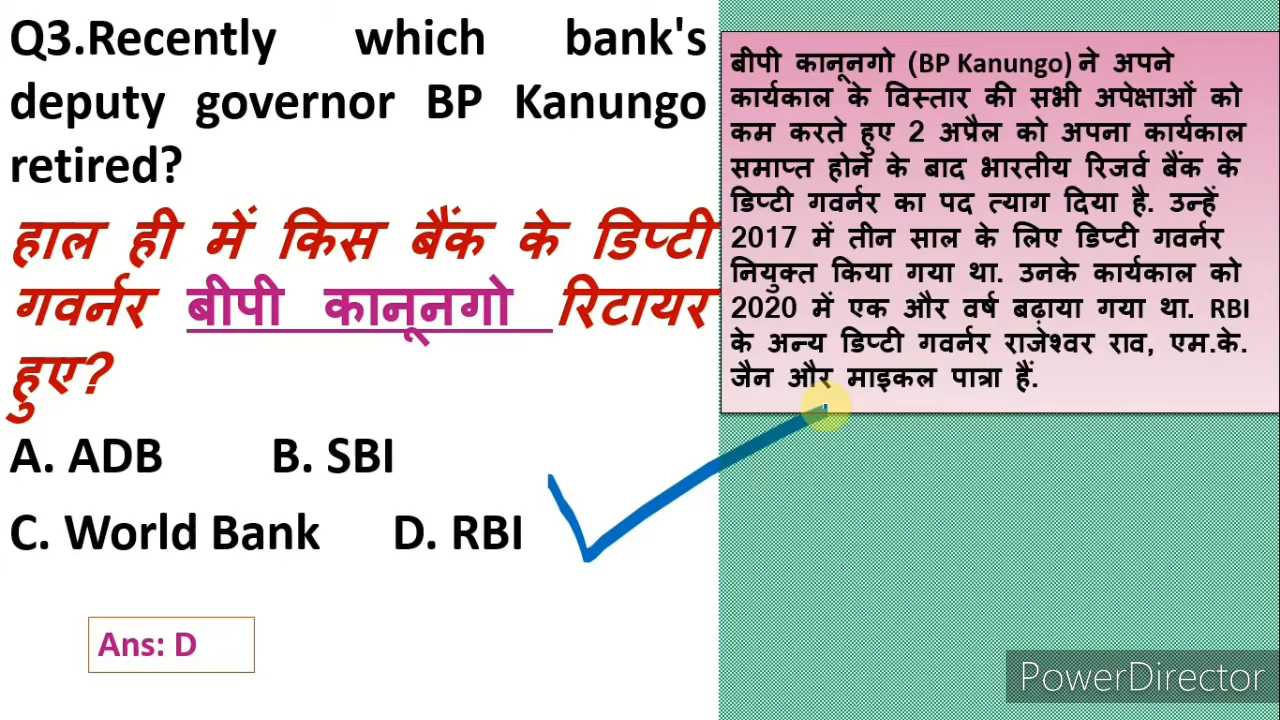 Q3.Recently which bank's
deputy governor BP Kanungo
retired?
हाल ही में किस बैंक के डिप्टी
गवर्नर बीपी कानूनगो रिटायर
हुए?
A. ADB B. SBI
C. World Bank D. RBI
Ans: D
बीपी कानूनगो (BP Kanungo) ने अपने
कार्यकाल के विस्तार की सभी अपेक्षाओं को
कम करते हुए 2 अप्रैल को अपना कार्यकाल
समाप्त होने के बाद भारतीय रिजर्व बैंक के
डिप्टी गवर्नर का पद त्याग दिया है. उन्हें
2017 में तीन साल के लिए डिप्टी गवर्नर
नियुक्त किया गया था. उनके कार्यकाल को
2020 में एक और वर्ष बढ़ाया गया था. RBI
के अन्य डिप्टी गवर्नर राजेश्वर राव, एम.के.
जैन और माइकल पात्रा हैं.
PowerDirector